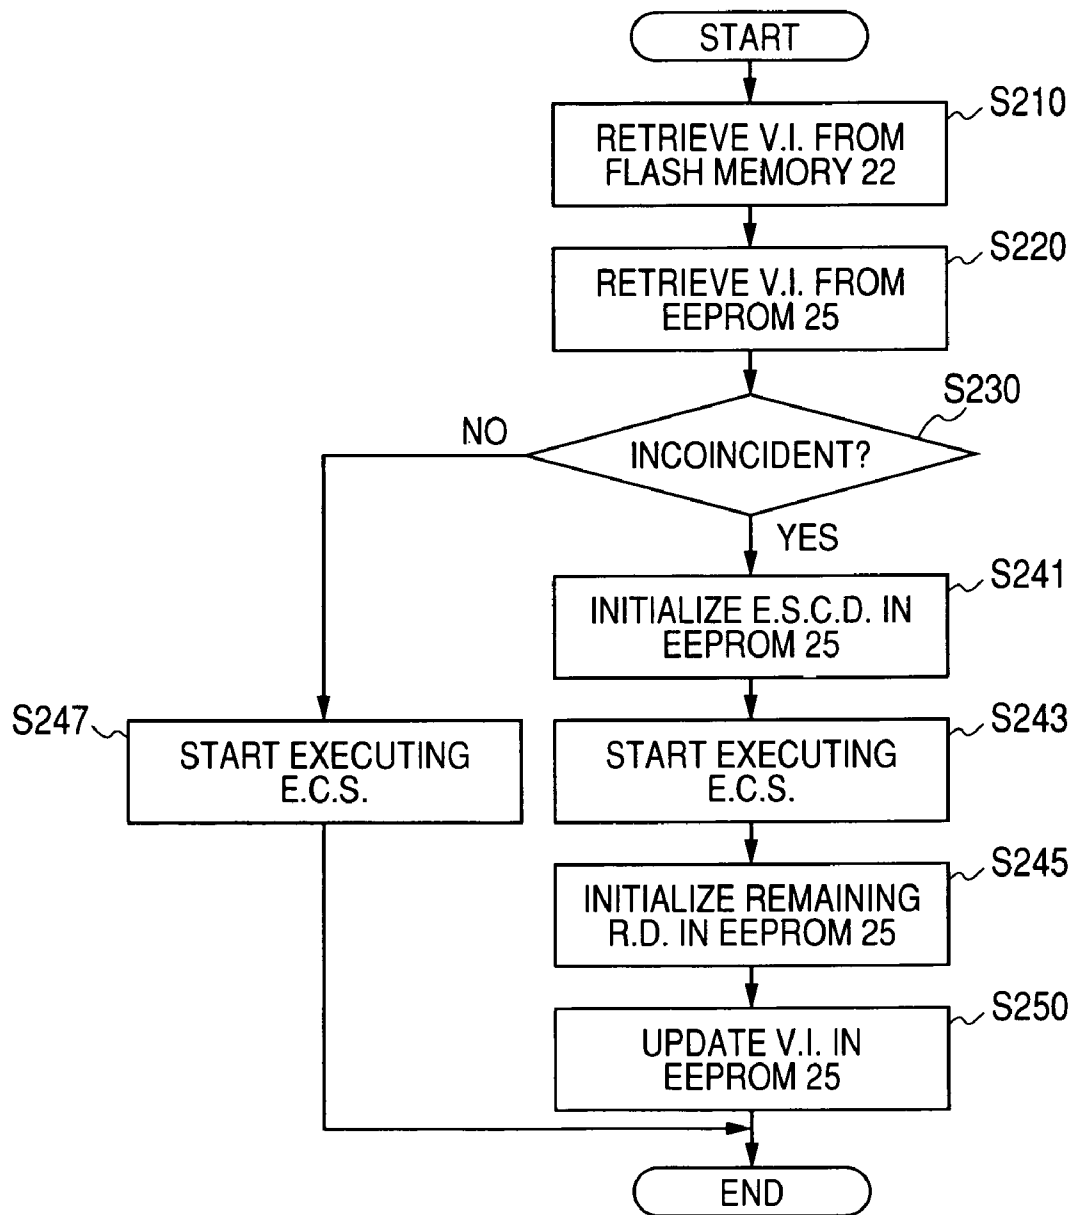 START
S210
RETRIEVE V.I. FROM
FLASH MEMORY 22
S220
RETRIEVE V.I. FROM
EEPROM 25
S230
INCOINCIDENT?
NO
YES
S241
INITIALIZE E.S.C.D. IN
EEPROM 25
S247
START EXECUTING
E.C.S.
S243
START EXECUTING
E.C.S.
S245
INITIALIZE REMAINING
R.D. IN EEPROM 25
S250
UPDATE V.I. IN
EEPROM 25
END